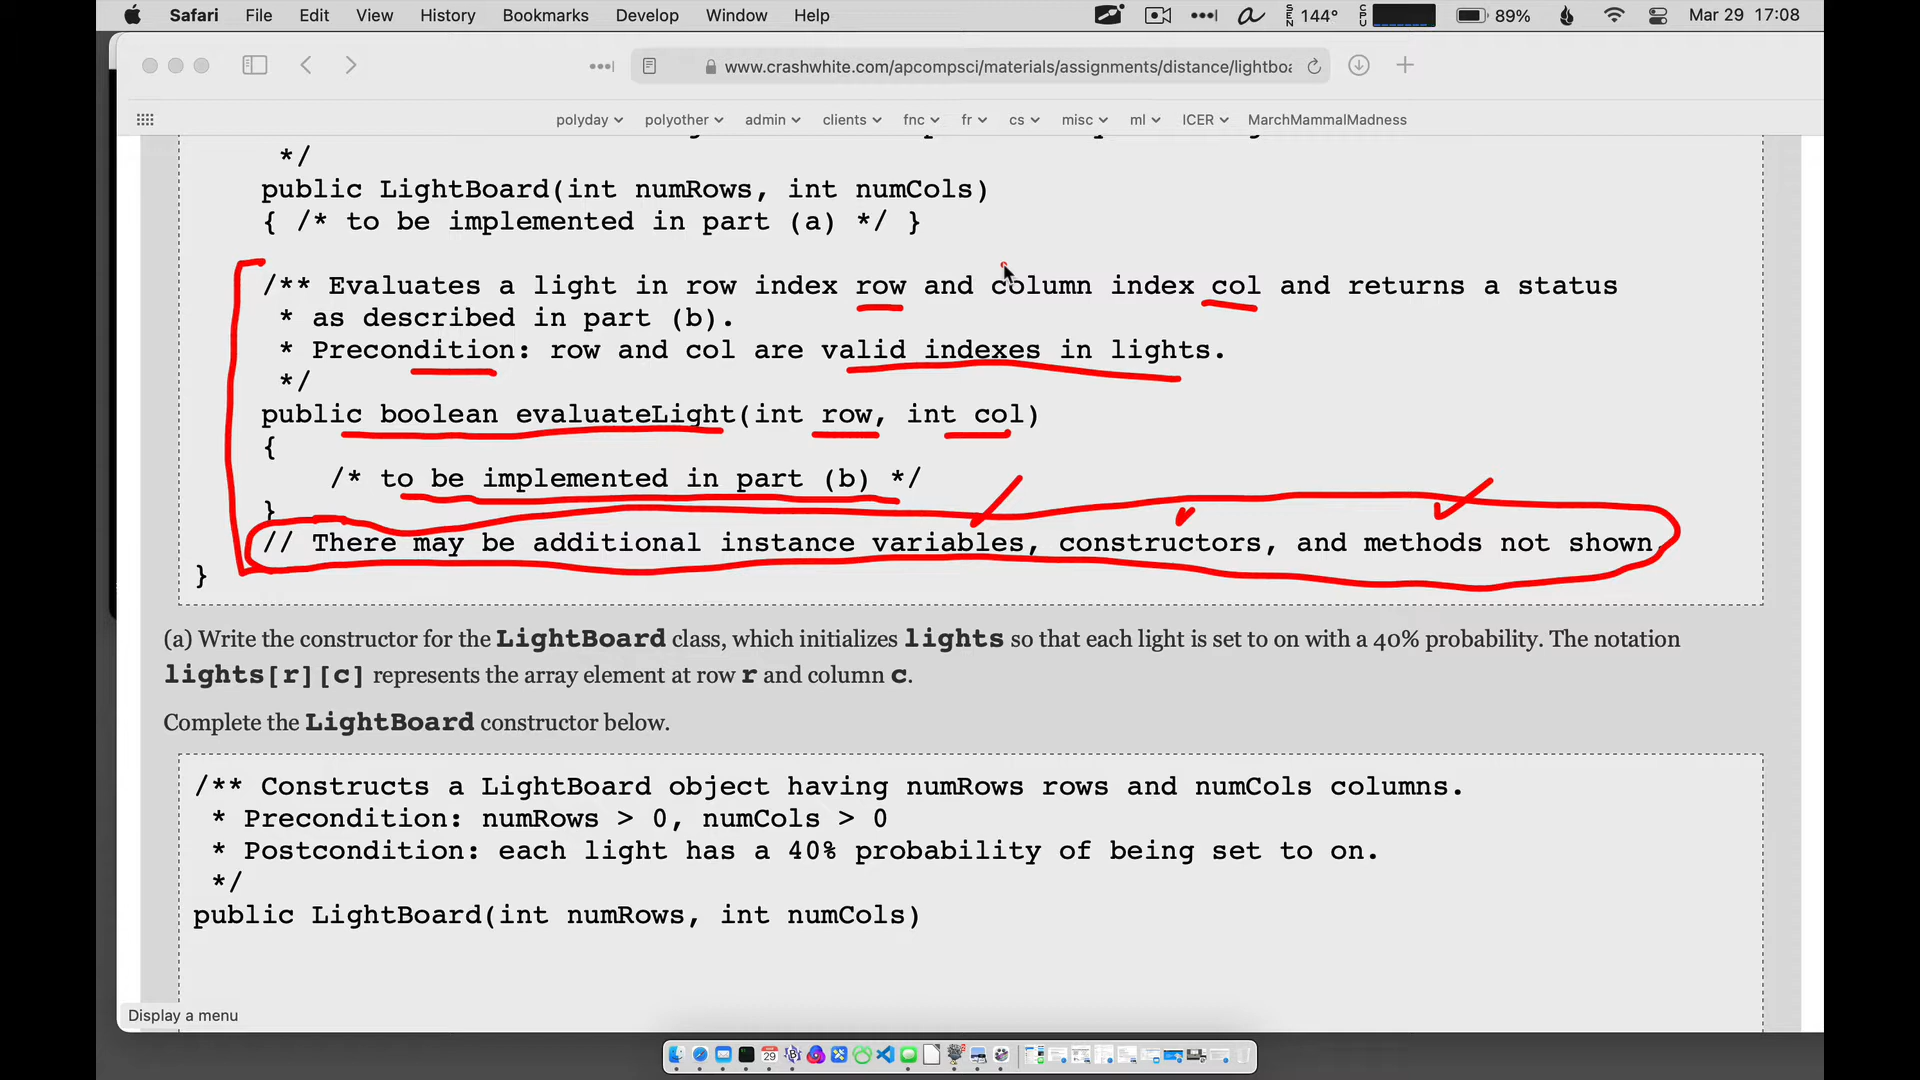 Safari File Edit View History Bookmarks Develop Window Help SEN 144° CPU 89% Mar 29 17:08
www.crashwhite.com/apcompsci/materials/assignments/distance/lightboa
polyday polyother admin clients fnc fr cs misc ml ICER MarchMammalMadness
*/
public LightBoard(int numRows, int numCols)
{ /* to be implemented in part (a) */ }
/** Evaluates a light in row index row and column index col and returns a status
* as described in part (b).
* Precondition: row and col are valid indexes in lights.
*/
public boolean evaluateLight(int row, int col)
{
/* to be implemented in part (b) */
}
// There may be additional instance variables, constructors, and methods not shown.
}
(a) Write the constructor for the LightBoard class, which initializes lights so that each light is set to on with a 40% probability. The notation
lights[r][c] represents the array element at row r and column c.
Complete the LightBoard constructor below.
/** Constructs a LightBoard object having numRows rows and numCols columns.
* Precondition: numRows > 0, numCols > 0
* Postcondition: each light has a 40% probability of being set to on.
*/
public LightBoard(int numRows, int numCols)
Display a menu
29